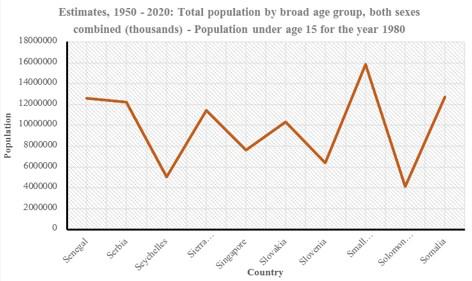 Estimates, 1950 - 2020: Total population by broad age group, both sexes
combined (thousands) - Population under age 15 for the year 1980
18000000
16000000
14000000
12000000
10000000
8000000
6000000
4000000
2000000
0
Population
Senegal
Serbia
Seychelles
Sierra...
Singapore
Slovakia
Slovenia
Small...
Solomon...
Somalia
Country